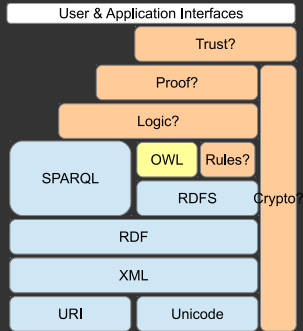 User & Application Interfaces
Trust?
Proof?
Logic?
SPARQL
OWL
Rules?
RDFS
Crypto?
RDF
XML
URI
Unicode